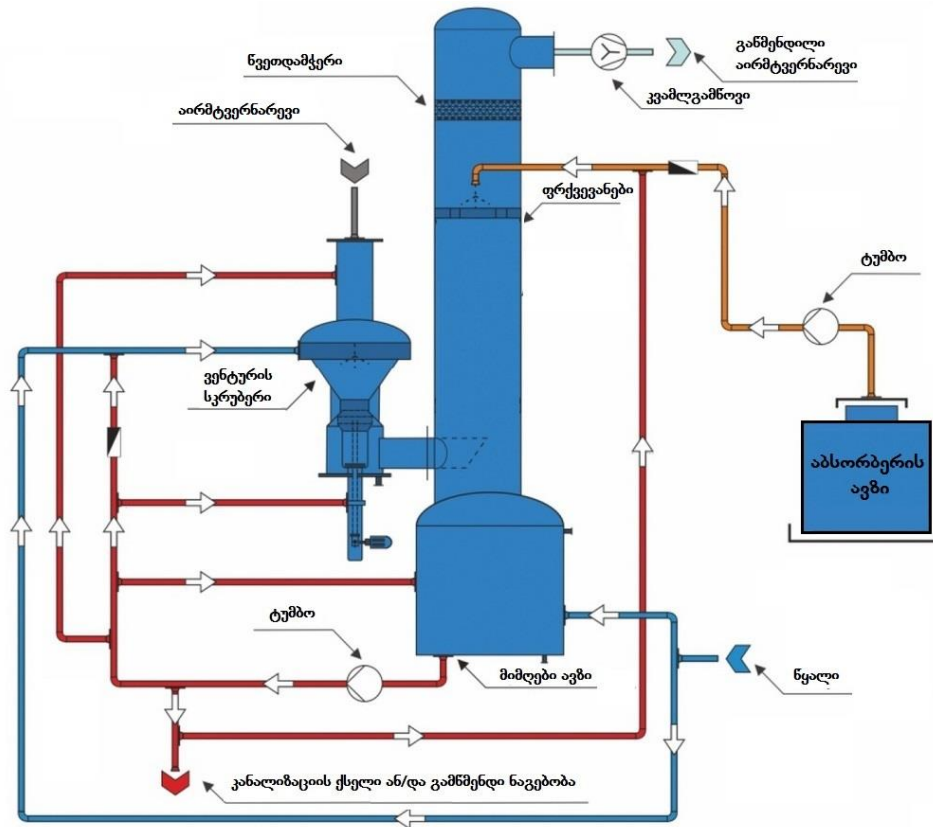 წვეთდამჭერი
აირმტვერნარევი
გაწმენდილი
აირმტვერნარევი
კვამლგამწოვი
ფრქვევანები
ტუმბო
ვენტურის
სკრუბერი
აბსორბერის
ავზი
ტუმბო
მიმღები ავზი
წყალი
კანალიზაციის ქსელი ან/და გამწმენდი ნაგებობა